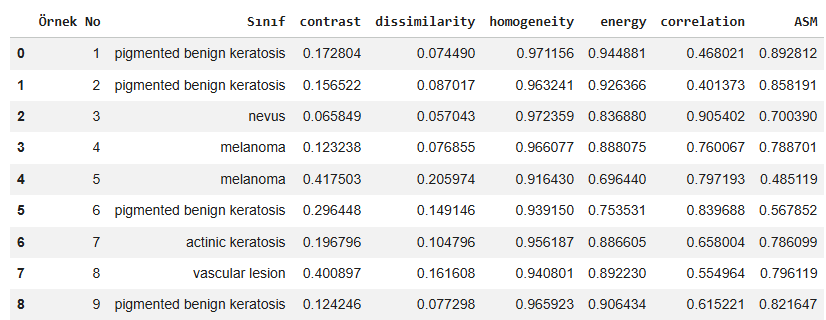 Örnek No Sınıf contrast dissimilarity homogeneity energy correlation ASM
0 1 pigmented benign keratosis 0.172804 0.074490 0.971156 0.944881 0.468021 0.892812
1 2 pigmented benign keratosis 0.156522 0.087017 0.963241 0.926366 0.401373 0.858191
2 3 nevus 0.065849 0.057043 0.972359 0.836880 0.905402 0.700390
3 4 melanoma 0.123238 0.076855 0.966077 0.888075 0.760067 0.788701
4 5 melanoma 0.417503 0.205974 0.916430 0.696440 0.797193 0.485119
5 6 pigmented benign keratosis 0.296448 0.149146 0.939150 0.753531 0.839688 0.567852
6 7 actinic keratosis 0.196796 0.104796 0.956187 0.886605 0.658004 0.786099
7 8 vascular lesion 0.400897 0.161608 0.940801 0.892230 0.554964 0.796119
8 9 pigmented benign keratosis 0.124246 0.077298 0.965923 0.906434 0.615221 0.821647